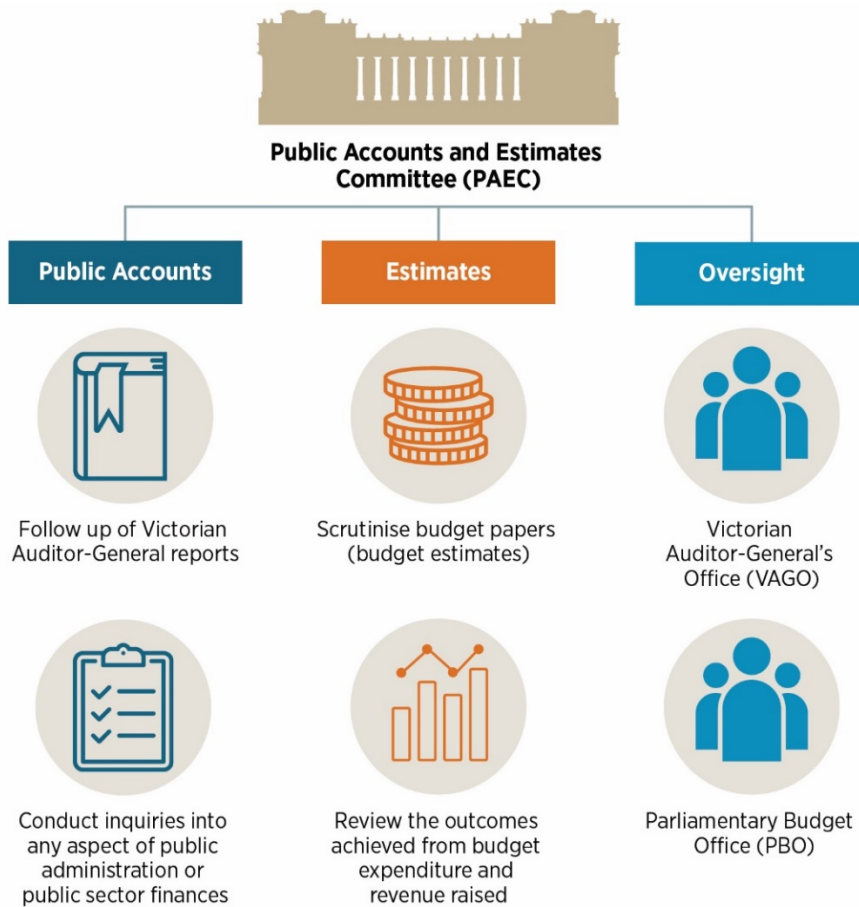 Public Accounts and Estimates
Committee (PAEC)
Public Accounts
Estimates
Oversight
Follow up of Victorian
Auditor-General reports
Scrutinise budget papers
(budget estimates)
Victorian
Auditor-General's
Office (VAGO)
Conduct inquiries into
any aspect of public
administration or
public sector finances
Review the outcomes
achieved from budget
expenditure and
revenue raised
Parliamentary Budget
Office (PBO)